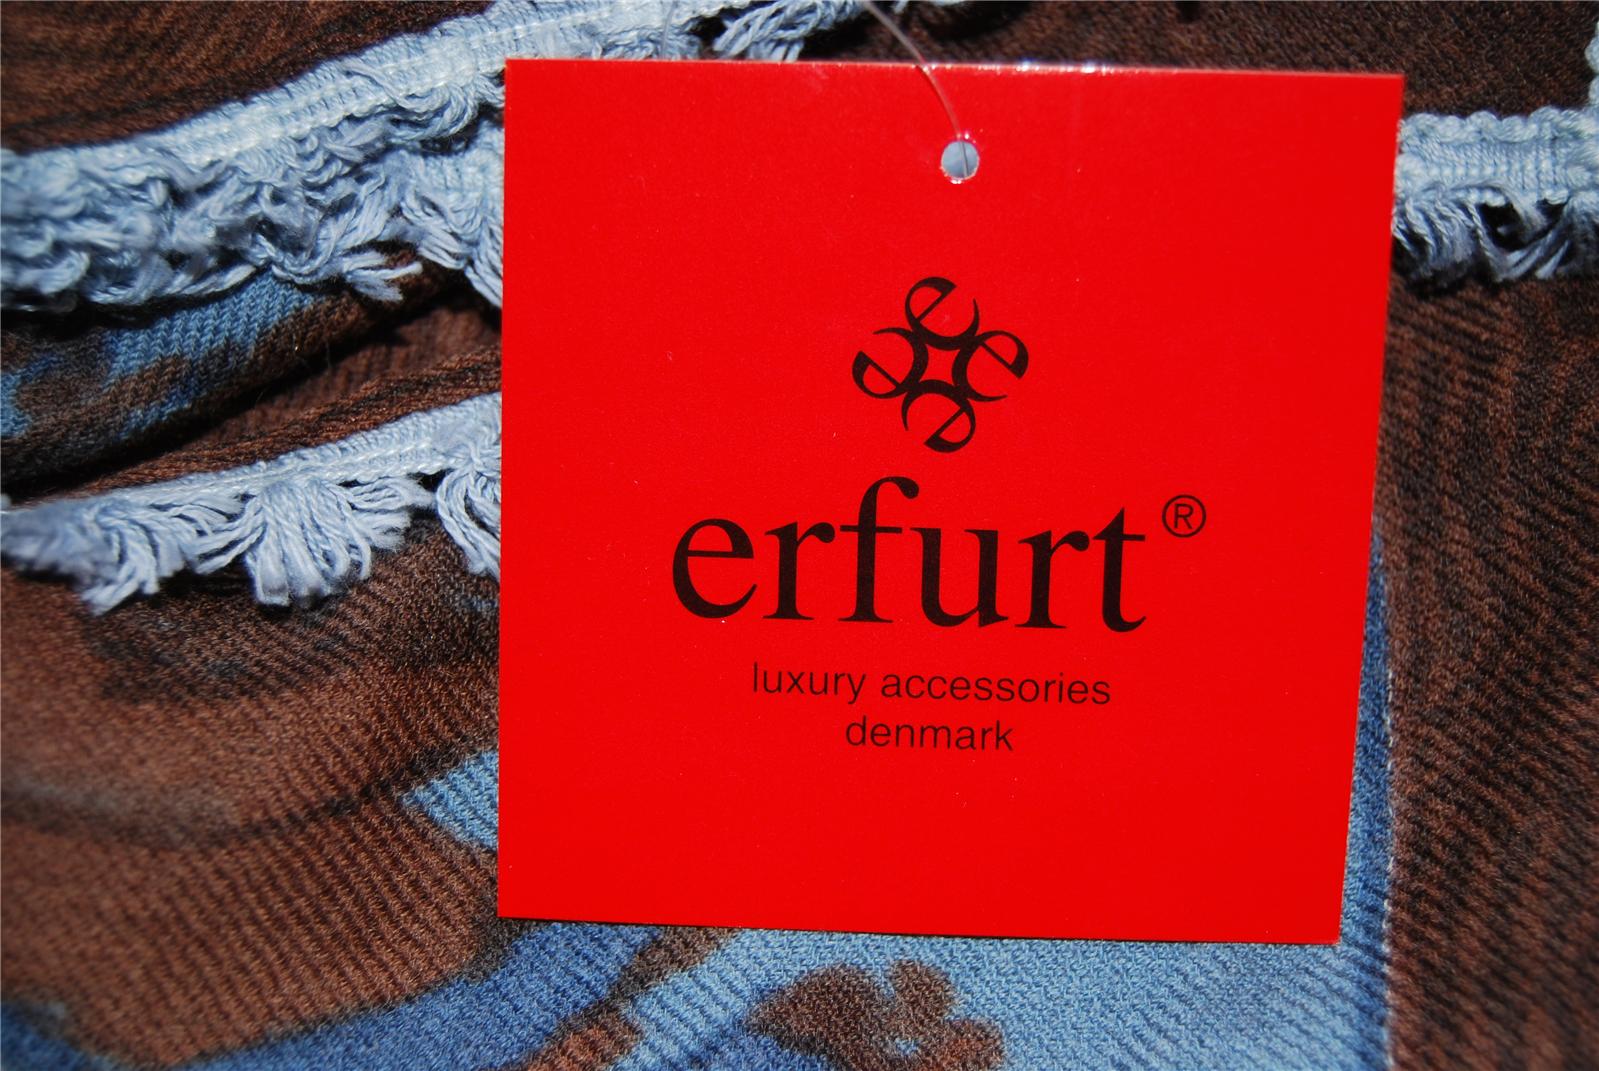 erfurt®
luxury accessories
denmark